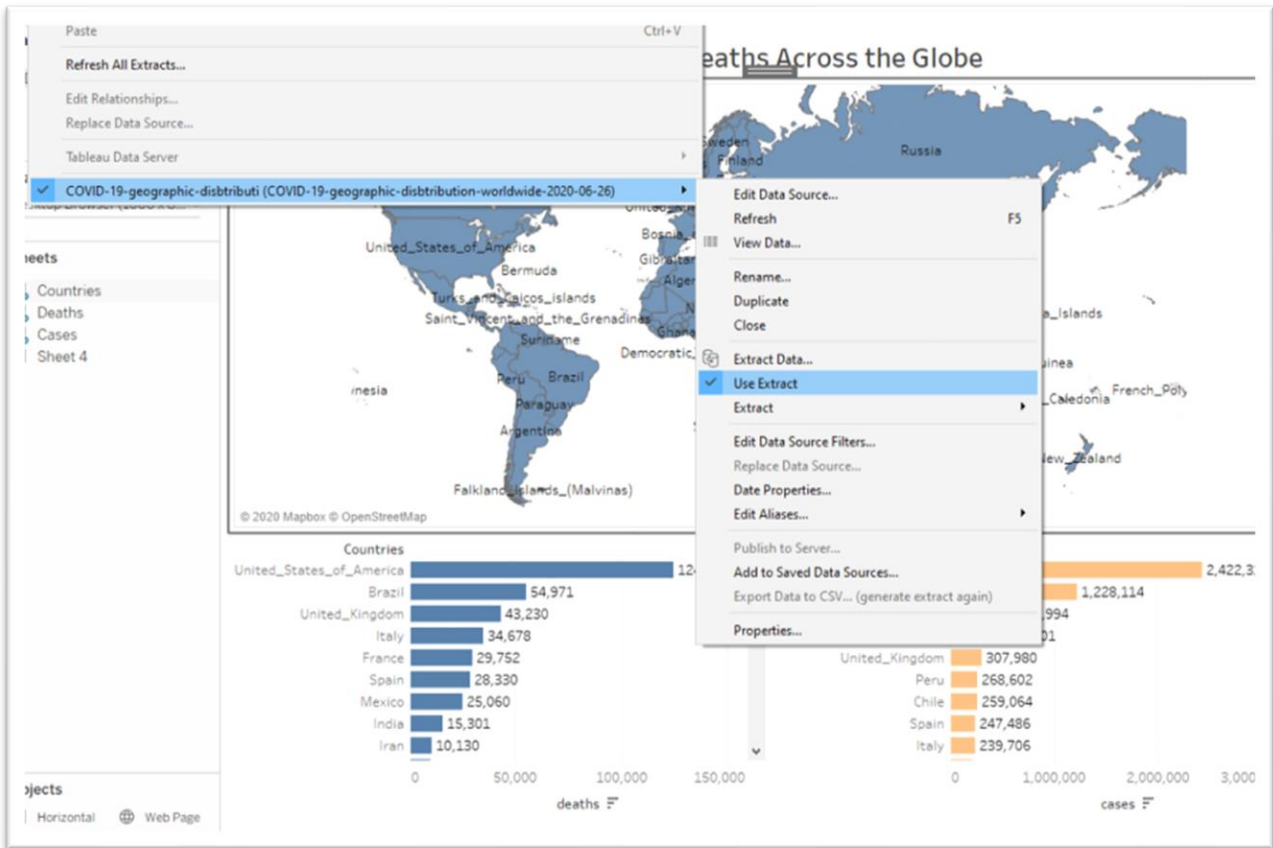 Paste Ctrl+V
eaths Across the Globe
Refresh All Extracts...
Edit Relationships...
Replace Data Source...
Tableau Data Server
COVID-19-geographic-disbtributi (COVID-19-geographic-disbtribution-worldwide-2020-06-26)
Edit Data Source...
Refresh F5
View Data...
Rename...
Duplicate
Close
Extract Data...
Use Extract
Extract
Edit Data Source Filters...
Replace Data Source...
Date Properties...
Edit Aliases...
Publish to Server...
Add to Saved Data Sources...
Export Data to CSV... (generate extract again)
Properties...
eets
Countries
Deaths
Cases
Sheet 4
Sweden
Finland
Russia
United_States_of_America
Bermuda
Turks_and_Caicos_islands
Saint_Vincent_and_the_Grenadines
Suriname
Peru
Brazil
Paraguay
Argentina
Falkland_Islands_(Malvinas)
Bosnia
Gibraltar
Alger
Ghana
Democratic
nesia
a_Islands
uinea
_Caledonia
French_Poly
New_Zealand
© 2020 Mapbox © OpenStreetMap
Countries
United_States_of_America 12
Brazil 54,971
United_Kingdom 43,230
Italy 34,678
France 29,752
Spain 28,330
Mexico 25,060
India 15,301
Iran 10,130
0 50,000 100,000 150,000
deaths
2,422,3
1,228,114
994
01
United_Kingdom 307,980
Peru 268,602
Chile 259,064
Spain 247,486
Italy 239,706
0 1,000,000 2,000,000 3,000
cases
jects
Horizontal Web Page